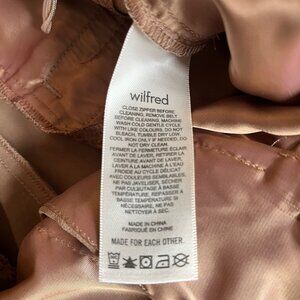 wilfred
CLOSE ZIPPER BEFORE
CLEANING, REMOVE BELT
BEFORE CLEANING, MACHINE
WASH COLD GENTLE CYCLE
WITH LIKE COLOURS, DO NOT
BLEACH, TUMBLE DRY LOW,
COOL IRON ONLY IF NEEDED, DO
NOT DRY CLEAN
FERMER LA FERMETURE ÉCLAIR
AVANT DE LAVER, RETIRER LA
CEINTURE AVANT DE LAVER,
LAVER À LA MACHINE À L'EAU
FROIDE AU CYCLE DÉLICAT
AVEC COULEURS SIMILAIRES,
NE PAS JAVELISER, SÉCHER
PAR CULBUTAGE À BASSE
TEMPÉRATURE, REPASSER À
BASSE TEMPÉRATURE SI
NÉCESSAIRE, NE PAS
NETTOYER À SEC.
MADE IN CHINA
FABRIQUÉ EN CHINE
MADE FOR EACH OTHER.